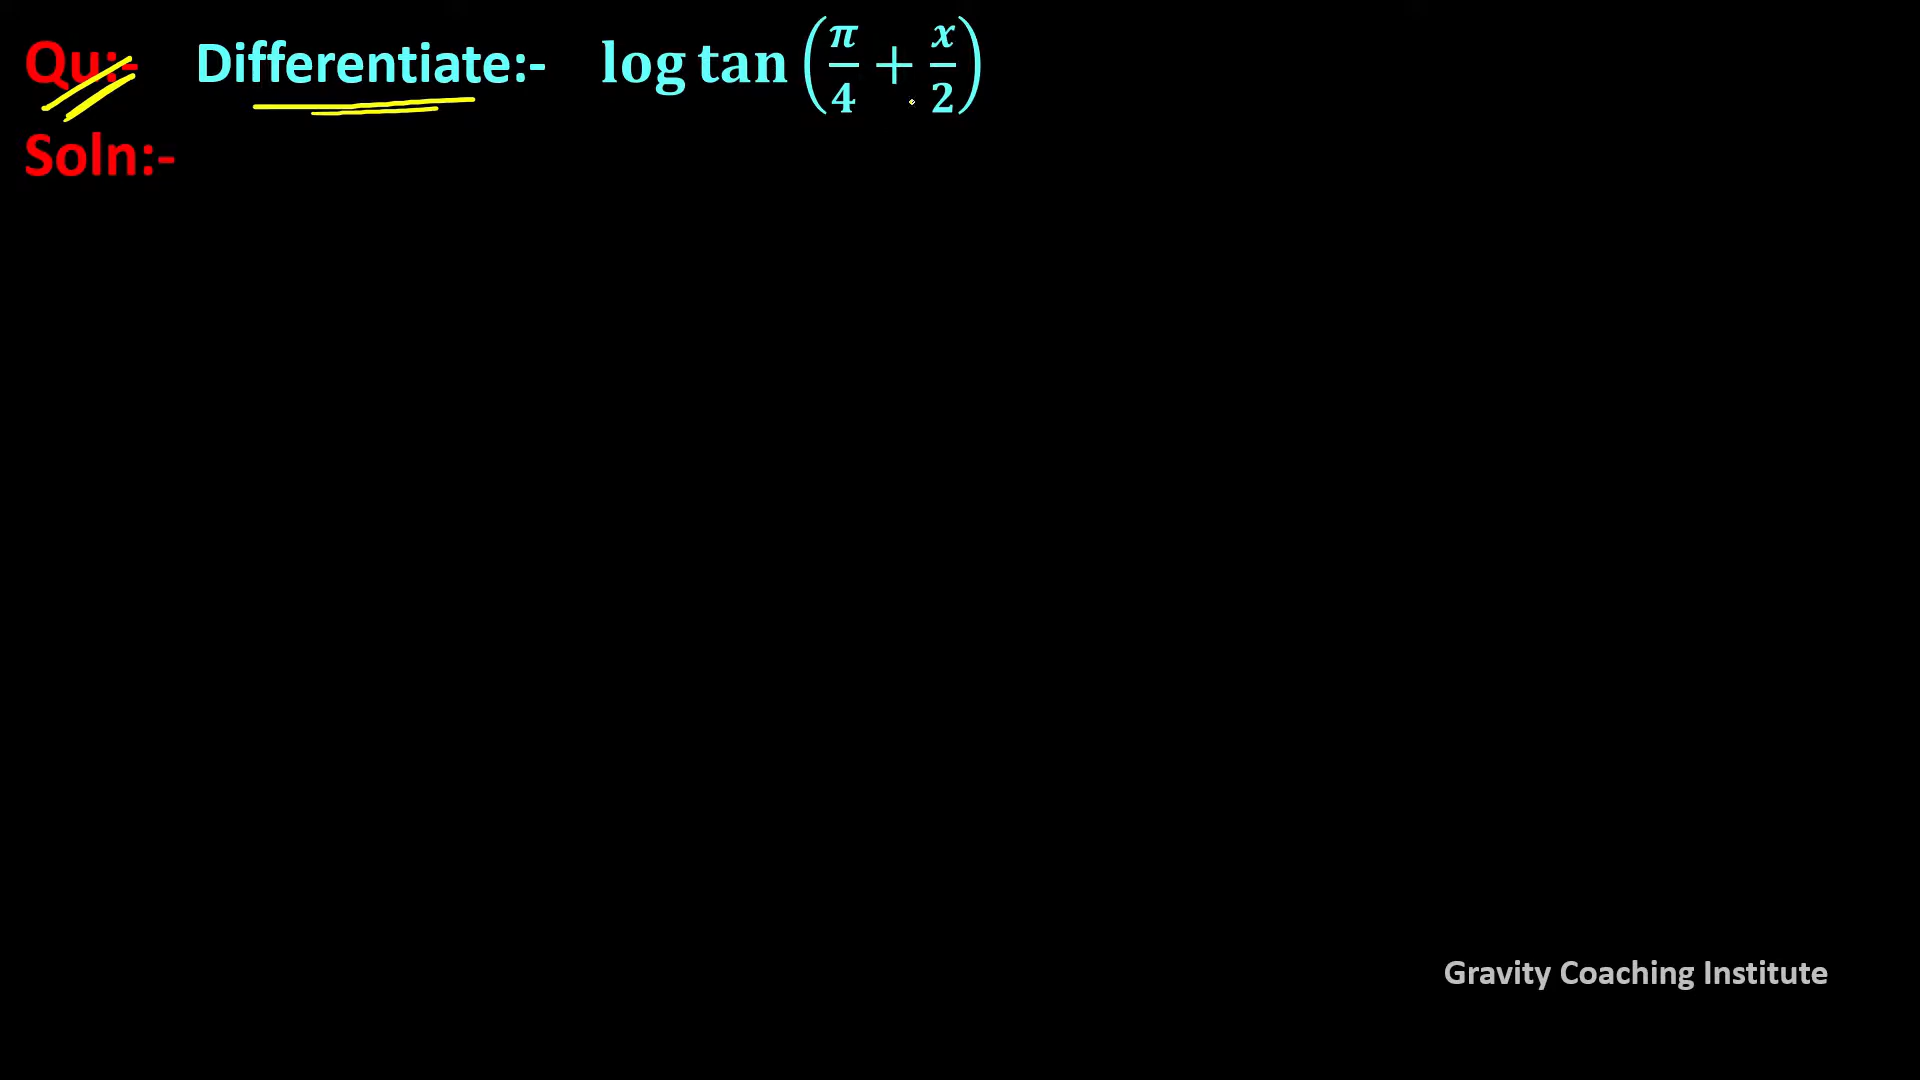 Qu:- Differentiate:- log tan (π/4 + x/2)
Soln:-
Gravity Coaching Institute